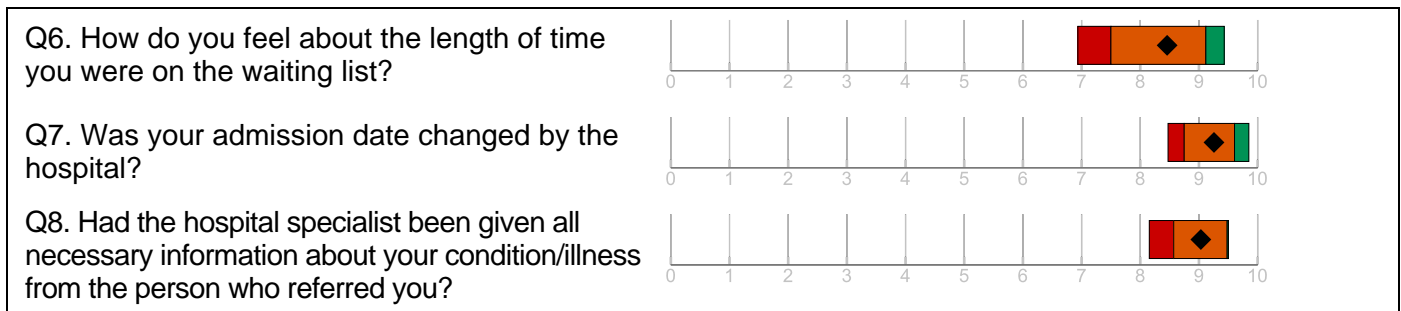 Q6. How do you feel about the length of time
you were on the waiting list?
0 1 2 3 4 5 6 7 8 9 10
Q7. Was your admission date changed by the
hospital?
0 1 2 3 4 5 6 7 8 9 10
Q8. Had the hospital specialist been given all
necessary information about your condition/illness
from the person who referred you?
0 1 2 3 4 5 6 7 8 9 10